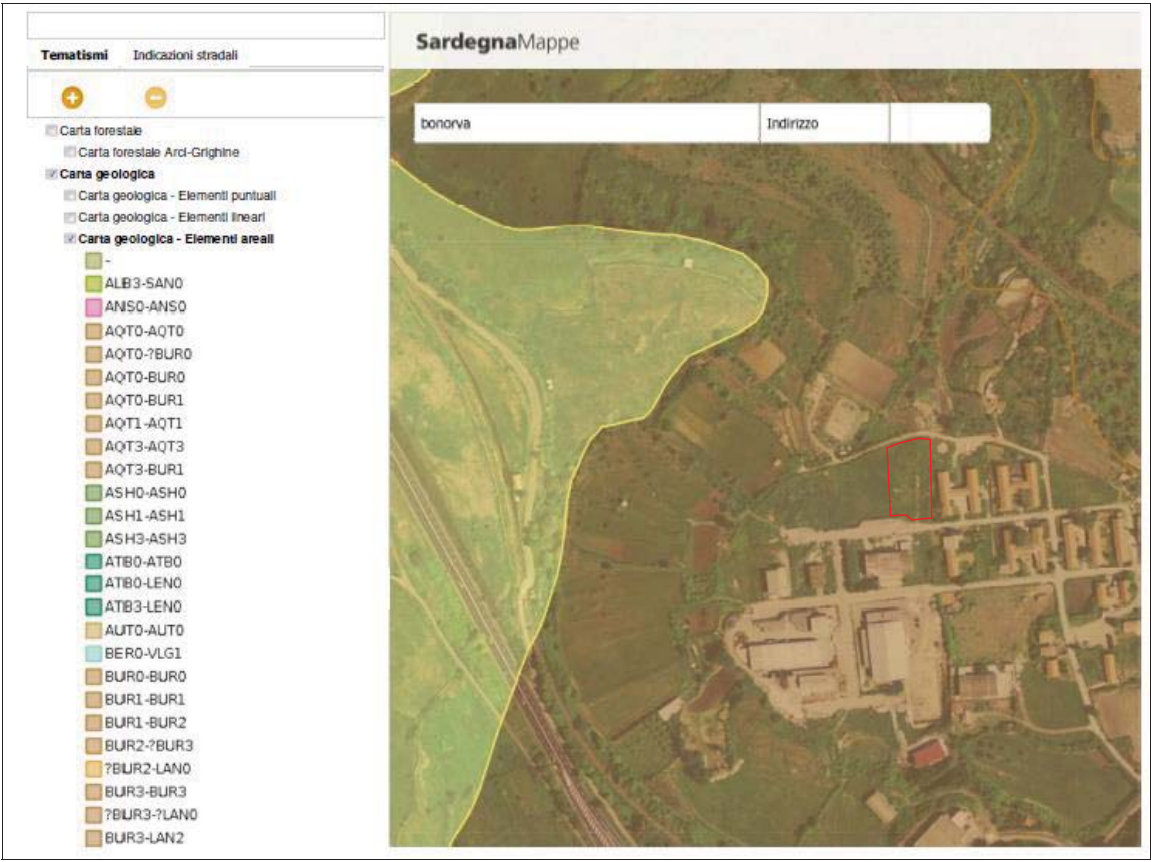 SardegnaMappe
Tematismi Indicazioni stradali
bonorva Indirizzo
Carta forestale
Carta forestale Arci-Grighine
Carta geologica
Carta geologica - Elementi puntuali
Carta geologica - Elementi lineari
Carta geologica - Elementi areali
-
ALB3-SAN0
ANS0-ANS0
AQT0-AQT0
AQT0-?BUR0
AQT0-BUR0
AQT0-BUR1
AQT1-AQT1
AQT3-AQT3
AQT3-BUR1
ASH0-ASH0
ASH1-ASH1
ASH3-ASH3
ATB0-ATB0
ATB0-LEN0
ATB3-LEN0
AUT0-AUT0
BER0-VLG1
BUR0-BUR0
BUR1-BUR1
BUR1-BUR2
BUR2-?BUR3
?BUR2-LAN0
BUR3-BUR3
?BUR3-?LAN0
BUR3-LAN2